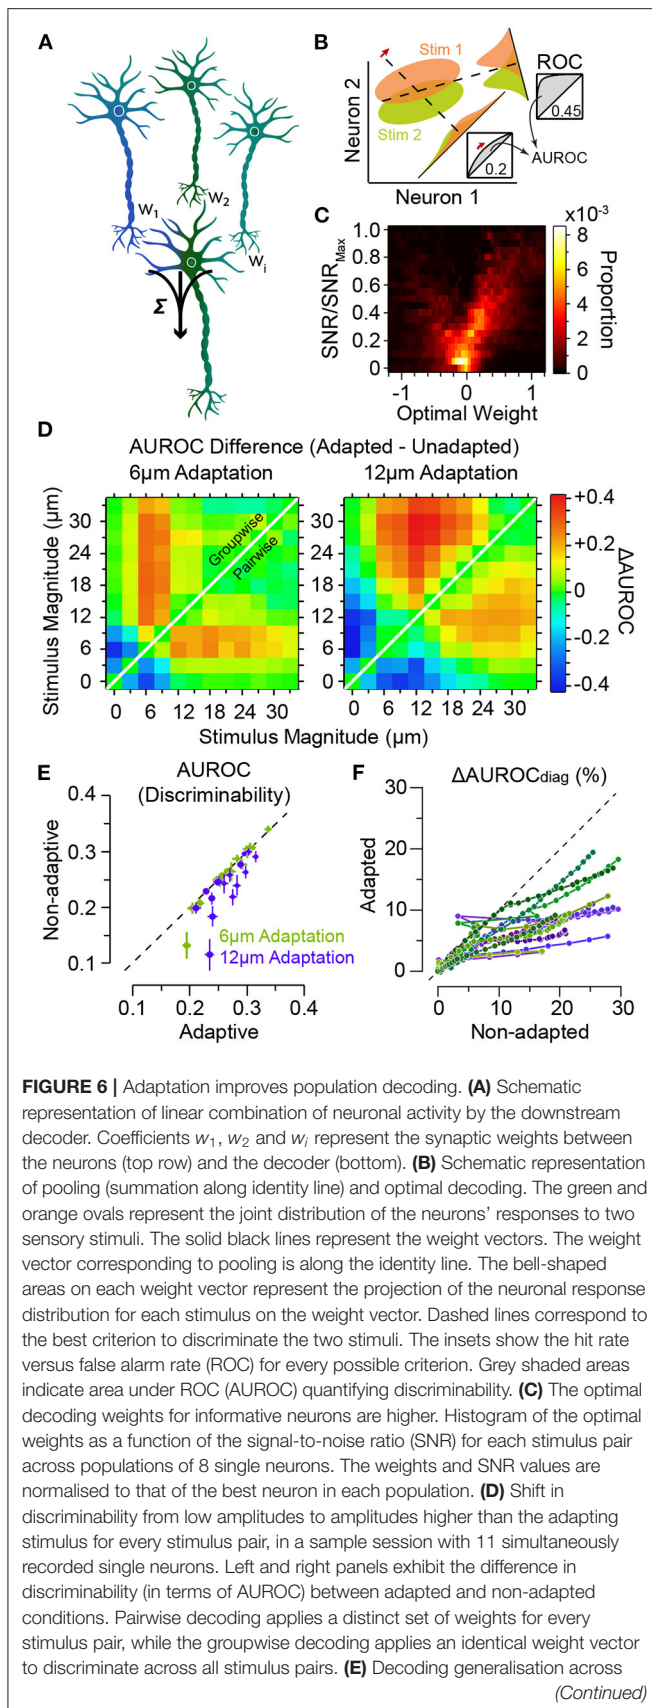 A
W1
W2
Wi
Σ
B
Stim 1
Stim 2
Neuron 2
Neuron 1
ROC
0.45
0.2
AUROC
C
SNR/SNRMax
1.0
0.8
0.6
0.4
0.2
0
-1
0
1
Optimal Weight
x10-3
8
6
4
2
0
Proportion
D
AUROC Difference (Adapted - Unadapted)
6µm Adaptation
12µm Adaptation
Stimulus Magnitude (µm)
30
24
18
12
6
0
Groupwise
Pairwise
0 6 12 18 24 30
0 6 12 18 24 30
Stimulus Magnitude (µm)
+0.4
+0.2
0
-0.2
-0.4
ΔAUROC
E
AUROC
(Discriminability)
Non-adaptive
0.4
0.3
0.2
0.1
6µm Adaptation
12µm Adaptation
0.1 0.2 0.3 0.4
Adaptive
F
ΔAUROCdiag (%)
Adapted
30
20
10
0
0 10 20 30
Non-adapted
FIGURE 6 | Adaptation improves population decoding. (A) Schematic
representation of linear combination of neuronal activity by the downstream
decoder. Coefficients w1, w2 and wi represent the synaptic weights between
the neurons (top row) and the decoder (bottom). (B) Schematic representation
of pooling (summation along identity line) and optimal decoding. The green and
orange ovals represent the joint distribution of the neurons’ responses to two
sensory stimuli. The solid black lines represent the weight vectors. The weight
vector corresponding to pooling is along the identity line. The bell-shaped
areas on each weight vector represent the projection of the neuronal response
distribution for each stimulus on the weight vector. Dashed lines correspond to
the best criterion to discriminate the two stimuli. The insets show the hit rate
versus false alarm rate (ROC) for every possible criterion. Grey shaded areas
indicate area under ROC (AUROC) quantifying discriminability. (C) The optimal
decoding weights for informative neurons are higher. Histogram of the optimal
weights as a function of the signal-to-noise ratio (SNR) for each stimulus pair
across populations of 8 single neurons. The weights and SNR values are
normalised to that of the best neuron in each population. (D) Shift in
discriminability from low amplitudes to amplitudes higher than the adapting
stimulus for every stimulus pair, in a sample session with 11 simultaneously
recorded single neurons. Left and right panels exhibit the difference in
discriminability (in terms of AUROC) between adapted and non-adapted
conditions. Pairwise decoding applies a distinct set of weights for every
stimulus pair, while the groupwise decoding applies an identical weight vector
to discriminate across all stimulus pairs. (E) Decoding generalisation across
(Continued)